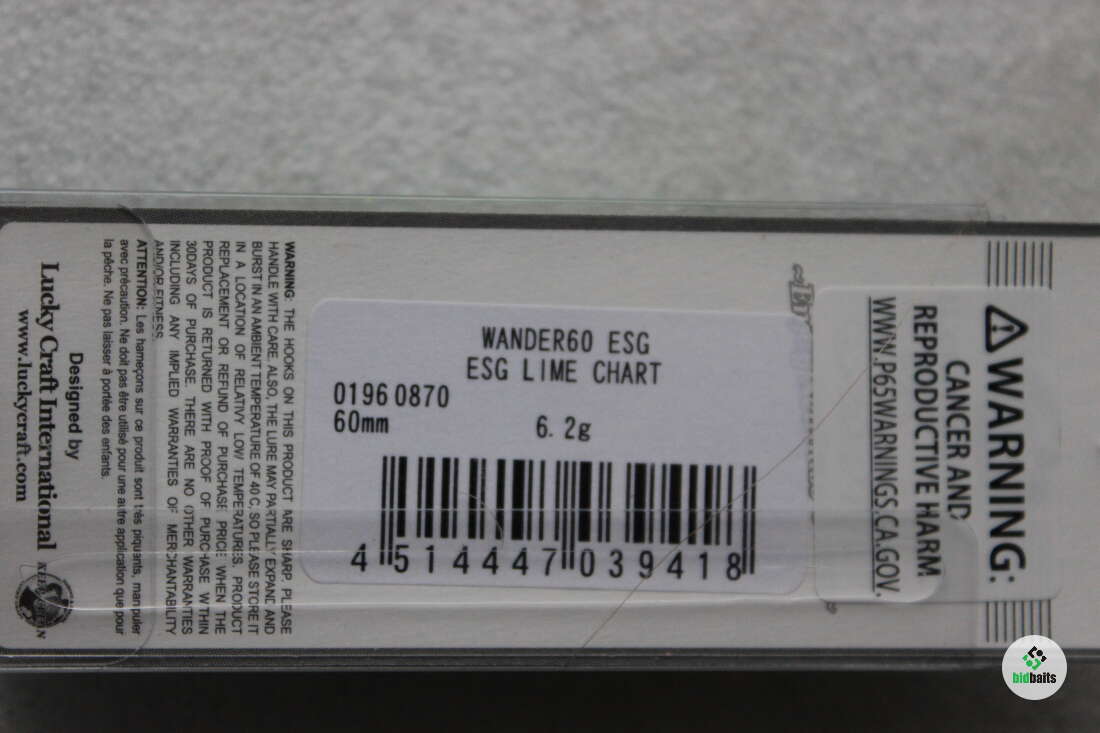 WANDER60 ESG
ESG LIME CHART
01960870
60mm 6.2g
4 514447 039418
WARNING: THE HOOKS ON THIS PRODUCT ARE SHARP. PLEASE
HANDLE WITH CARE. ALSO, THE LURE MAY PARTIALLY EXPAND AND
BURST IN AN AMBIENT TEMPERATURE OF 40 C, SO PLEASE STORE IT
IN A LOCATION OF RELATIVY LOW TEMPERATURES. PRODUCT
REPLACEMENT OR REFUND OF PURCHASE PRICE WHEN THE
PRODUCT IS RETURNED WITH PROOF OF PURCHASE WITHIN
30DAYS OF PURCHASE. THERE ARE NO OTHER WARRANTIES
INCLUDING ANY IMPLIED WARRANTIES OF MERCHANTABILITY
AND/OR FITNESS.
ATTENTION: Les hameçons sur ce produit sont très piquants, manipuler
avec précaution. Ne doit pas être utilisé pour une autre application que pour
la pêche. Ne pas laisser à portée des enfants.
Designed by
Lucky Craft International
www.luckycraft.com
KEEP CLEAN
⚠WARNING:
CANCER AND
REPRODUCTIVE HARM
WWW.P65WARNINGS.CA.GOV.
bidbaits